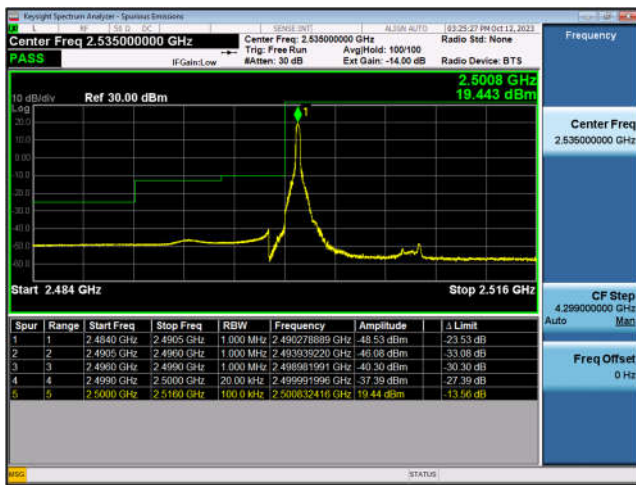 Keysight Spectrum Analyzer - Spurious Emissions
L RF 50 Ω DC SENSE:INT ALIGN AUTO 03:25:27 PM Oct 12, 2023
Center Freq 2.535000000 GHz Center Freq: 2.535000000 GHz Radio Std: None
Trig: Free Run Avg|Hold: 100/100
PASS IFGain:Low #Atten: 30 dB Ext Gain: -14.00 dB Radio Device: BTS
2.5008 GHz
19.443 dBm
10 dB/div Ref 30.00 dBm
Log
20.0
10.0
0.00
-10.0
-20.0
-30.0
-40.0
-50.0
-60.0
1
Start 2.484 GHz Stop 2.516 GHz
Spur Range Start Freq Stop Freq RBW Frequency Amplitude Δ Limit
1 1 2.4840 GHz 2.4905 GHz 1.000 MHz 2.490278889 GHz -48.53 dBm -23.53 dB
2 2 2.4905 GHz 2.4960 GHz 1.000 MHz 2.493939220 GHz -46.08 dBm -33.08 dB
3 3 2.4960 GHz 2.4990 GHz 1.000 MHz 2.498981991 GHz -40.30 dBm -30.30 dB
4 4 2.4990 GHz 2.5000 GHz 20.00 kHz 2.499991996 GHz -37.39 dBm -27.39 dB
5 5 2.5000 GHz 2.5160 GHz 100.0 kHz 2.500832416 GHz 19.44 dBm -13.56 dB
Frequency
Center Freq
2.535000000 GHz
CF Step
4.299000000 GHz
Auto Man
Freq Offset
0 Hz
MSG STATUS